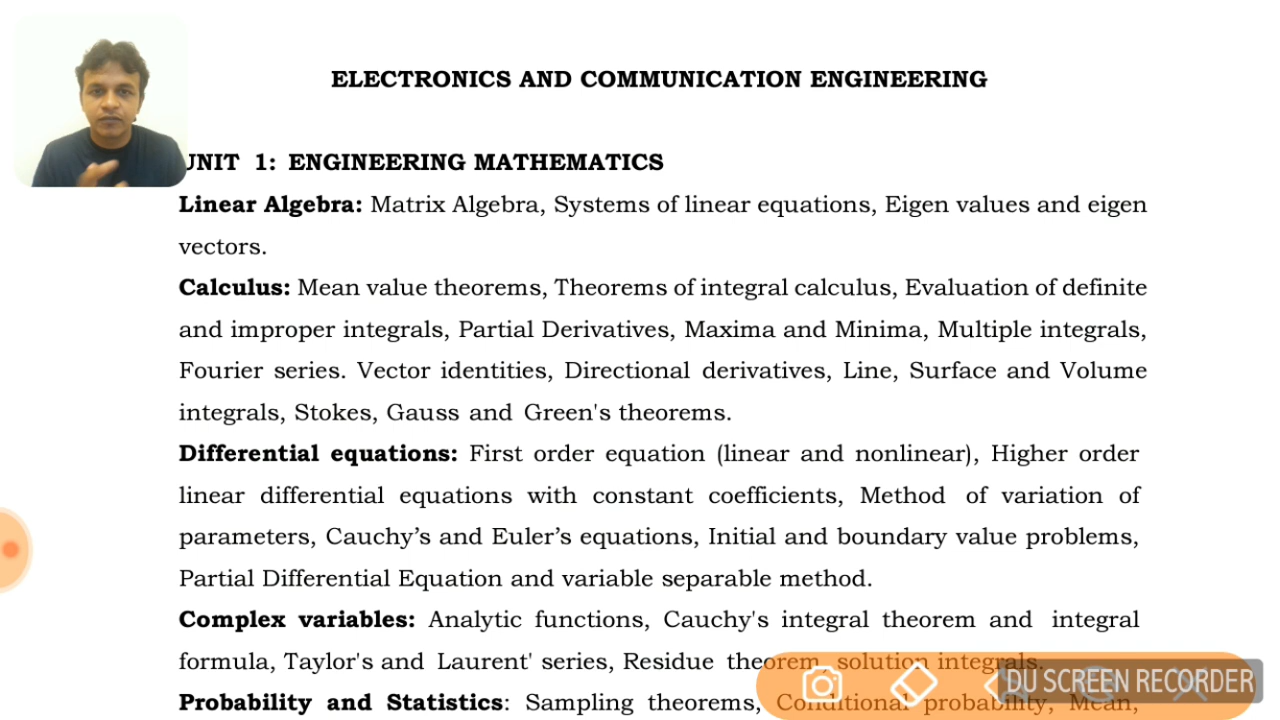 ELECTRONICS AND COMMUNICATION ENGINEERING
UNIT 1: ENGINEERING MATHEMATICS
Linear Algebra: Matrix Algebra, Systems of linear equations, Eigen values and eigen
vectors.
Calculus: Mean value theorems, Theorems of integral calculus, Evaluation of definite
and improper integrals, Partial Derivatives, Maxima and Minima, Multiple integrals,
Fourier series. Vector identities, Directional derivatives, Line, Surface and Volume
integrals, Stokes, Gauss and Green's theorems.
Differential equations: First order equation (linear and nonlinear), Higher order
linear differential equations with constant coefficients, Method of variation of
parameters, Cauchy’s and Euler’s equations, Initial and boundary value problems,
Partial Differential Equation and variable separable method.
Complex variables: Analytic functions, Cauchy's integral theorem and integral
formula, Taylor's and Laurent' series, Residue theorem, solution integrals.
DU SCREEN RECORDER
Probability and Statistics: Sampling theorems, Conditional probability, Mean,